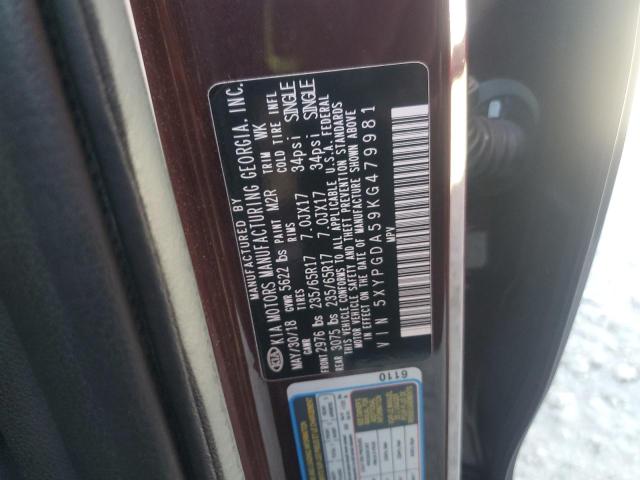 MANUFACTURED BY
KIA KIA MOTORS MANUFACTURING GEORGIA, INC.
MAY/30/18 GVWR 5622 lbs PAINT M2R TRIM WK
GAWR TIRES RIMS COLD TIRE INFL
FRONT 2976 lbs 235/65R17 7.0JX17 34psi SINGLE
REAR 3075 lbs 235/65R17 7.0JX17 34psi SINGLE
THIS VEHICLE CONFORMS TO ALL APPLICABLE U.S.A. FEDERAL
MOTOR VEHICLE SAFETY AND THEFT PREVENTION STANDARDS
IN EFFECT ON THE DATE OF MANUFACTURE SHOWN ABOVE
VIN 5XYPGDA59KG479981
MPV
6110